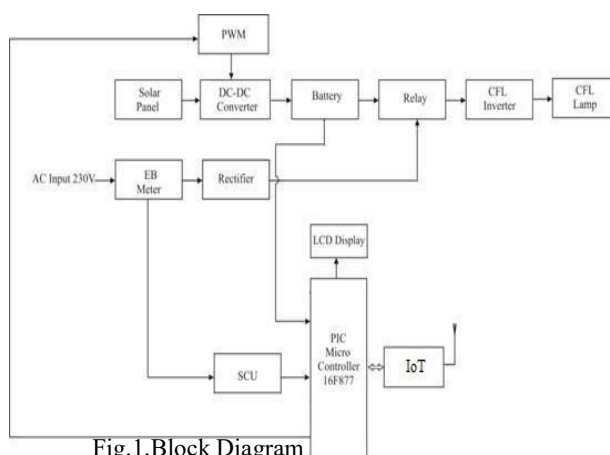 PWM
Solar
Panel
DC-DC
Converter
Battery
Relay
CFL
Inverter
CFL
Lamp
AC Input 230V
EB
Meter
Rectifier
LCD Display
PIC
Micro
Controller
16F877
IoT
SCU
Fig.1.Block Diagram